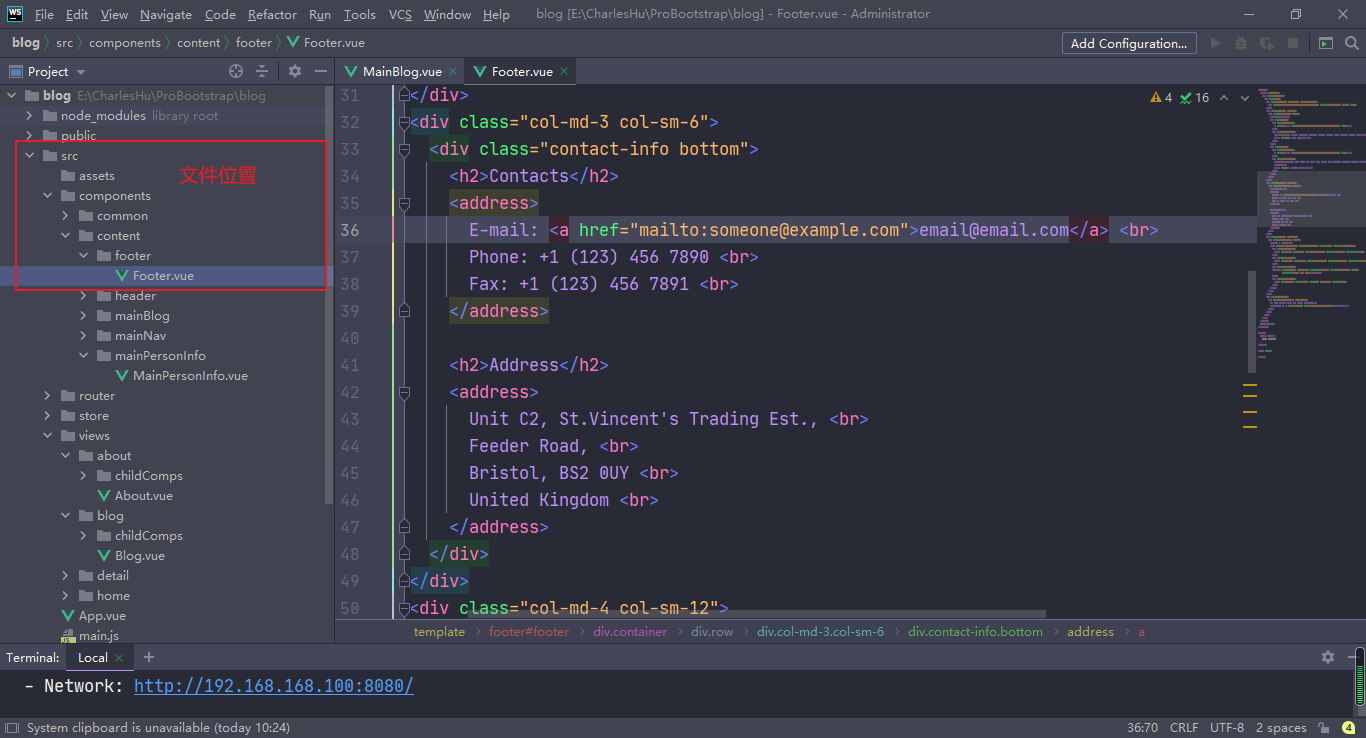 WS File Edit View Navigate Code Refactor Run Tools VCS Window Help blog [E:\CharlesHu\ProBootstrap\blog] - Footer.vue - Administrator
blog src components content footer Footer.vue Add Configuration...
Project MainBlog.vue Footer.vue
blog E:\CharlesHu\ProBootstrap\blog
node_modules library root
public
src
文件位置
assets
components
common
content
footer
Footer.vue
header
mainBlog
mainNav
mainPersonInfo
MainPersonInfo.vue
router
store
views
about
childComps
About.vue
blog
childComps
Blog.vue
detail
home
App.vue
main.js
4 16
31 </div>
32 <div class="col-md-3 col-sm-6">
33 <div class="contact-info bottom">
34 <h2>Contacts</h2>
35 <address>
36 E-mail: <a href="mailto:someone@example.com">email@email.com</a> <br>
37 Phone: +1 (123) 456 7890 <br>
38 Fax: +1 (123) 456 7891 <br>
39 </address>
40
41 <h2>Address</h2>
42 <address>
43 Unit C2, St.Vincent's Trading Est., <br>
44 Feeder Road, <br>
45 Bristol, BS2 0UY <br>
46 United Kingdom <br>
47 </address>
48 </div>
49 </div>
50 <div class="col-md-4 col-sm-12">
template footer#footer div.container div.row div.col-md-3.col-sm-6 div.contact-info.bottom address a
Terminal: Local
- Network: http://192.168.168.100:8080/
System clipboard is unavailable (today 10:24) 36:70 CRLF UTF-8 2 spaces 4